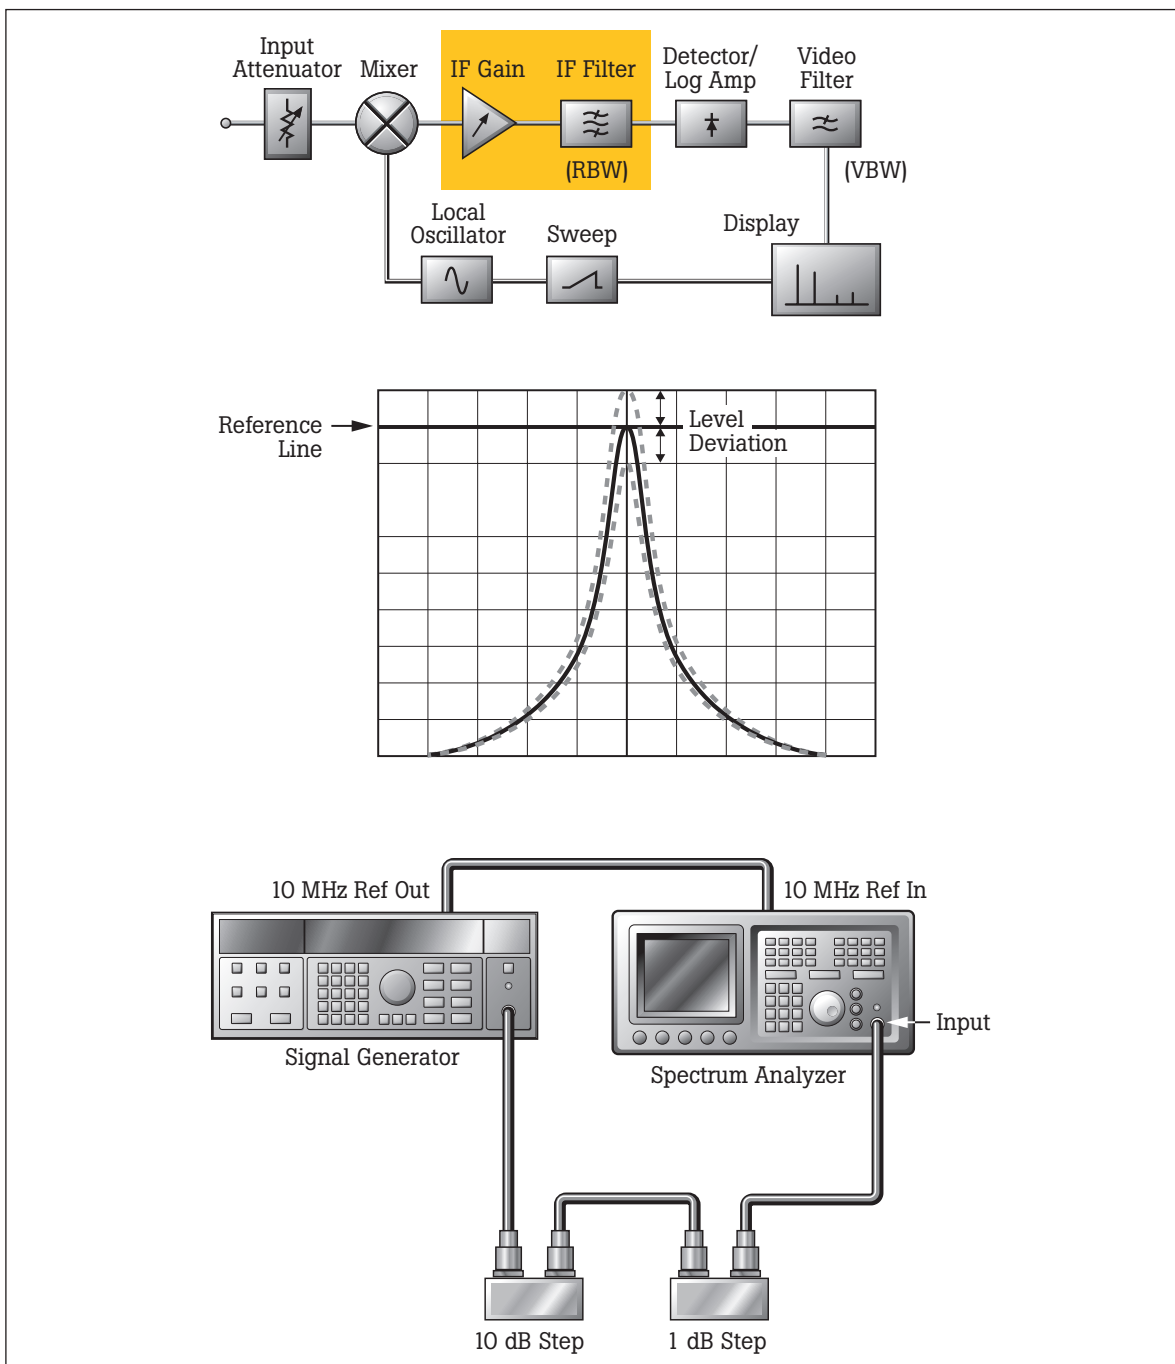 Input
Attenuator
Mixer
IF Gain
IF Filter
Detector/
Log Amp
Video
Filter
(RBW)
(VBW)
Local
Oscillator
Sweep
Display
Reference
Line
Level
Deviation
10 MHz Ref Out
10 MHz Ref In
Input
Signal Generator
Spectrum Analyzer
10 dB Step
1 dB Step